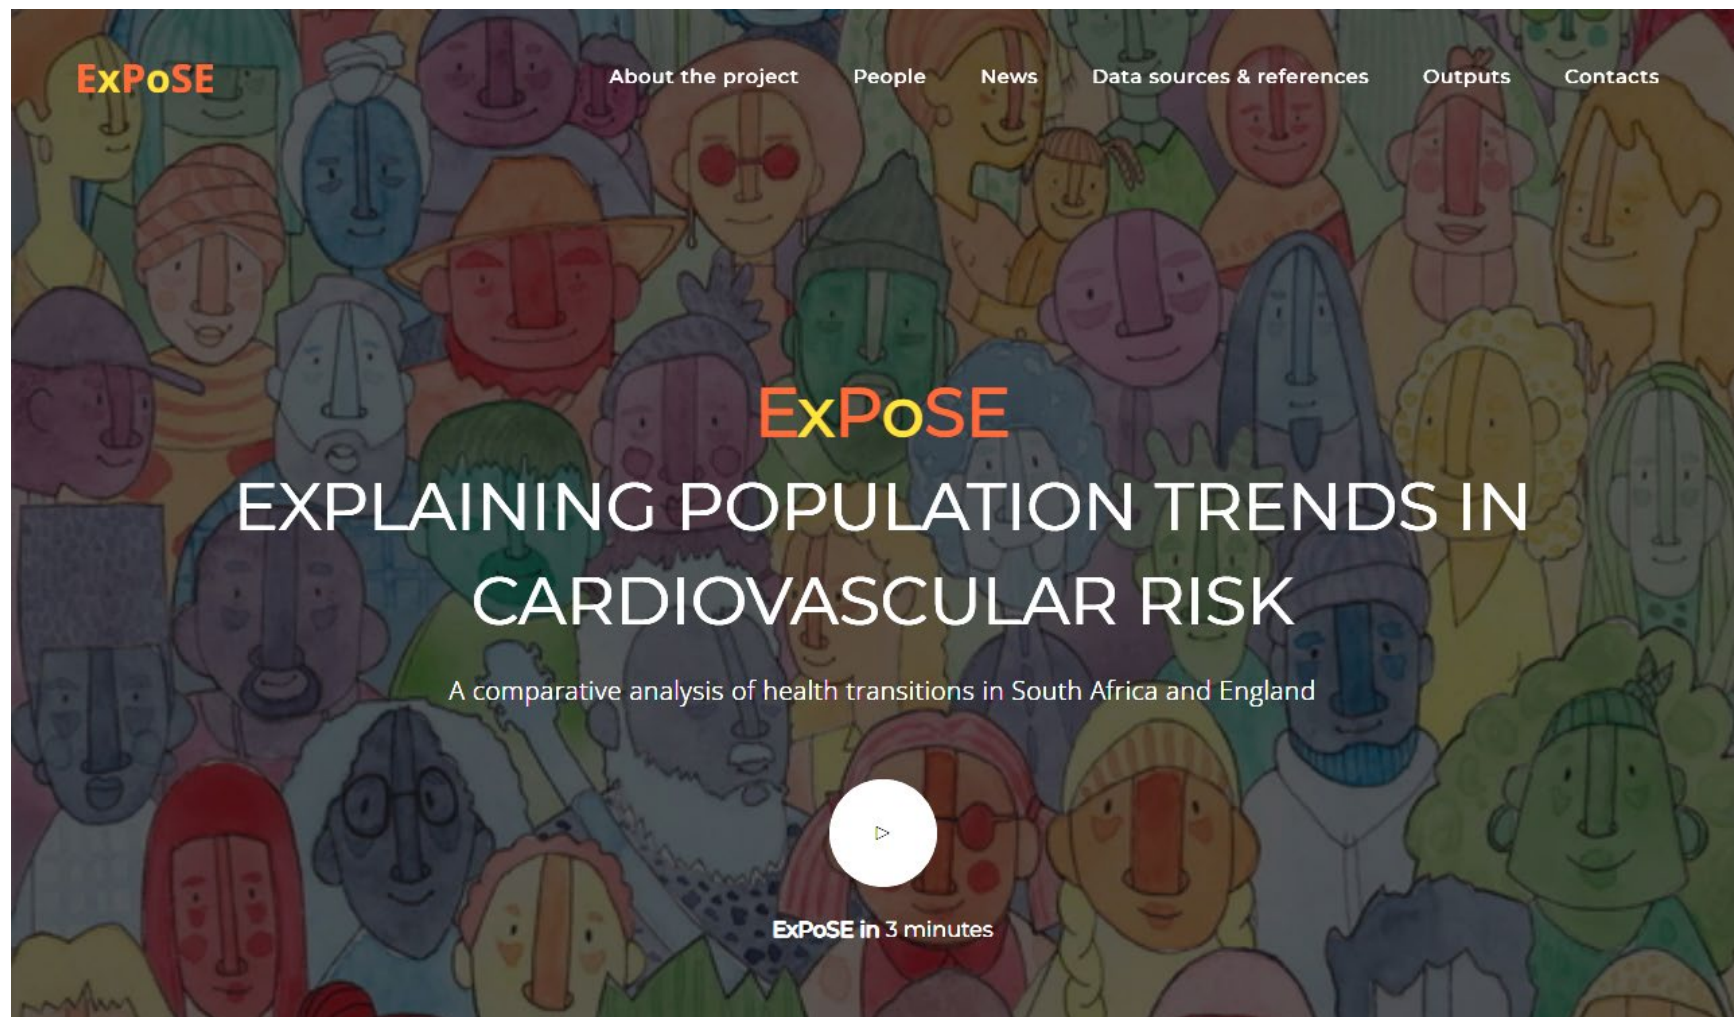 ExPoSE
About the project
People
News
Data sources & references
Outputs
Contacts
ExPoSE
EXPLAINING POPULATION TRENDS IN
CARDIOVASCULAR RISK
A comparative analysis of health transitions in South Africa and England
ExPoSE in 3 minutes